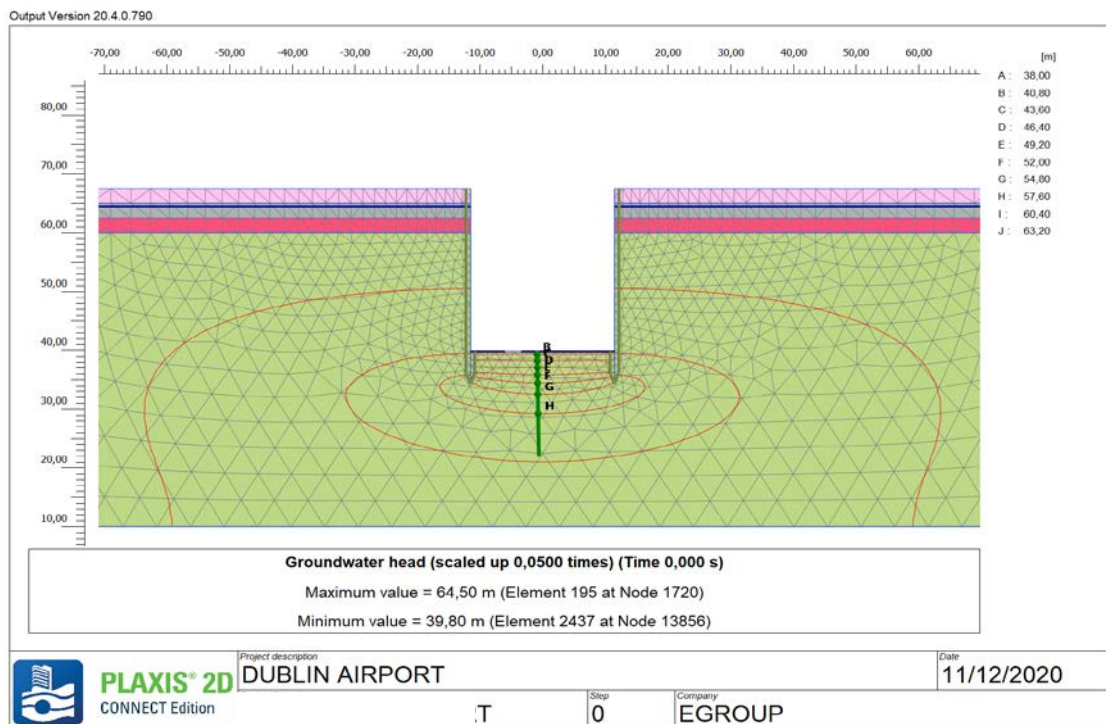 Output Version 20.4.0.790
-70,00 -60,00 -50,00 -40,00 -30,00 -20,00 -10,00 0,00 10,00 20,00 30,00 40,00 50,00 60,00
[m]
A : 38,00
B : 40,80
C : 43,60
D : 46,40
E : 49,20
F : 52,00
G : 54,80
H : 57,60
I : 60,40
J : 63,20
80,00
70,00
60,00
50,00
40,00
30,00
20,00
10,00
B
D
F
G
H
Groundwater head (scaled up 0,0500 times) (Time 0,000 s)
Maximum value = 64,50 m (Element 195 at Node 1720)
Minimum value = 39,80 m (Element 2437 at Node 13856)
PLAXIS® 2D
CONNECT Edition
Project description
DUBLIN AIRPORT
Date
11/12/2020
Step
0
Company
EGROUP